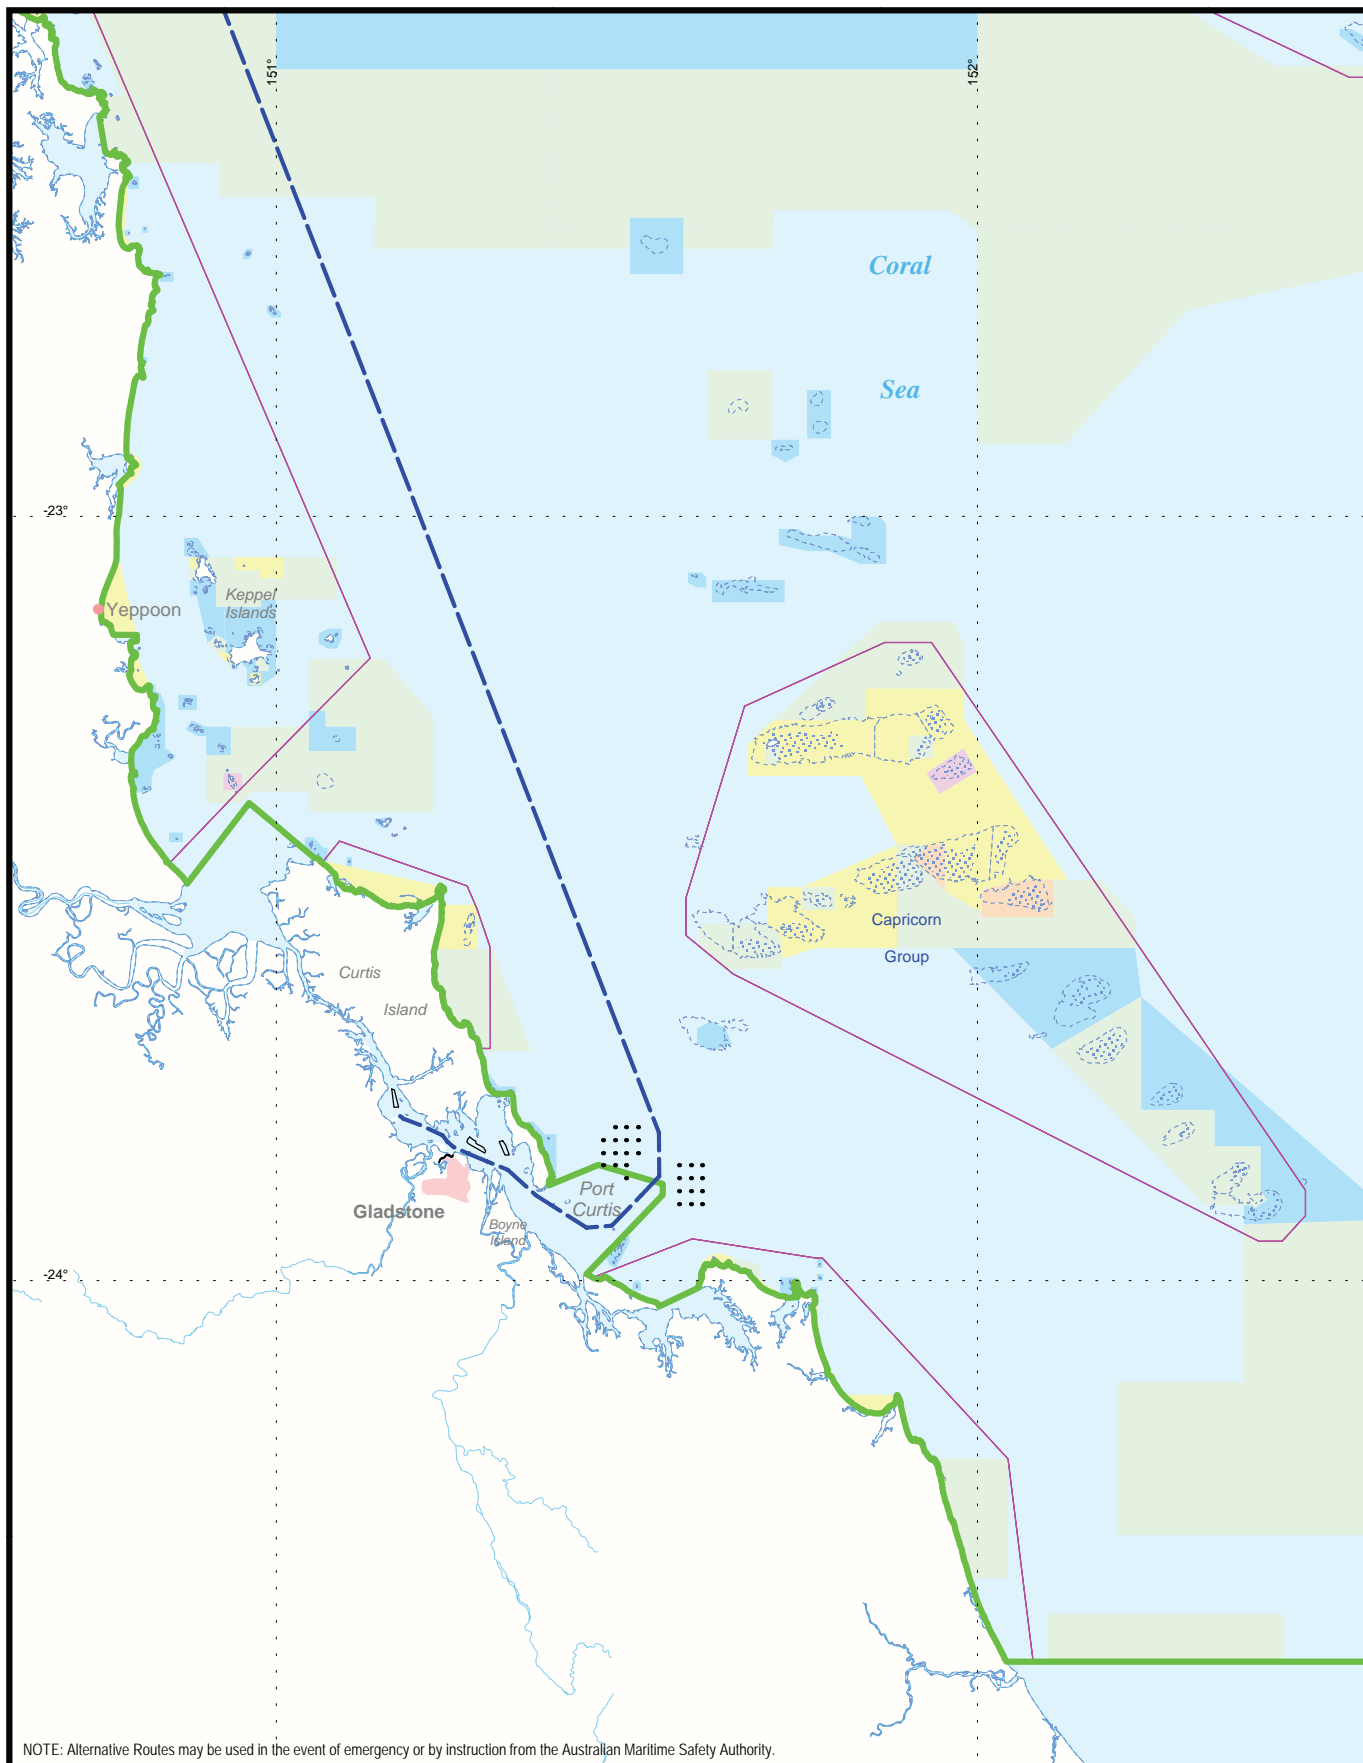 151°
152°
Coral
Sea
-23°
Keppel
Islands
Yeppoon
Capricorn
Group
Curtis
Island
Port
Curtis
Gladstone
Boyne
Island
-24°
NOTE: Alternative Routes may be used in the event of emergency or by instruction from the Australian Maritime Safety Authority.